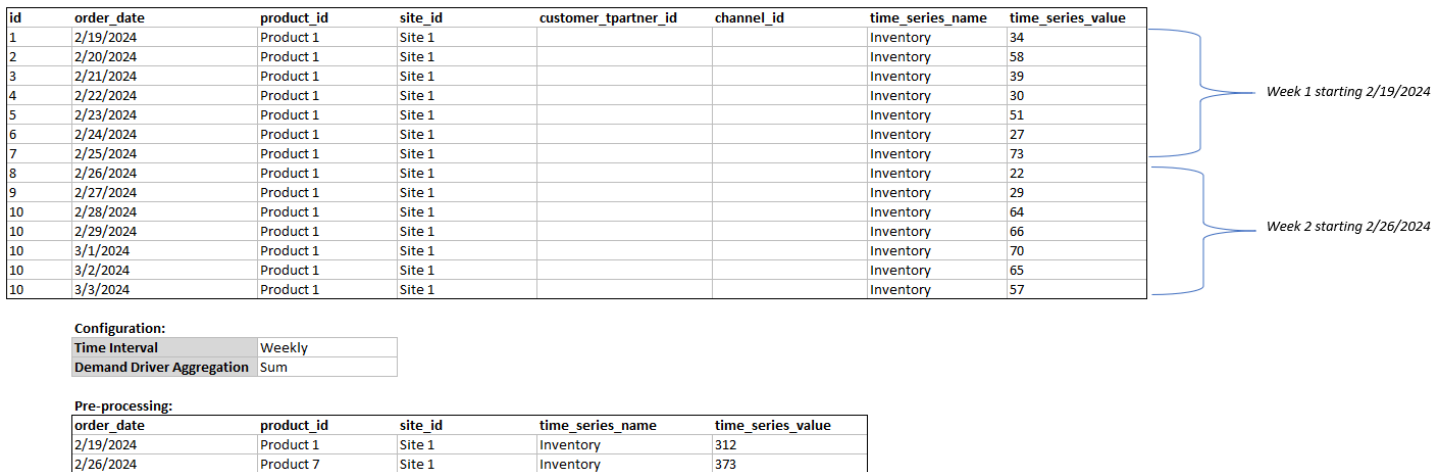 id order_date product_id site_id customer_tpartner_id channel_id time_series_name time_series_value
1 2/19/2024 Product 1 Site 1 Inventory 34
2 2/20/2024 Product 1 Site 1 Inventory 58
3 2/21/2024 Product 1 Site 1 Inventory 39
4 2/22/2024 Product 1 Site 1 Inventory 30 Week 1 starting 2/19/2024
5 2/23/2024 Product 1 Site 1 Inventory 51
6 2/24/2024 Product 1 Site 1 Inventory 27
7 2/25/2024 Product 1 Site 1 Inventory 73
8 2/26/2024 Product 1 Site 1 Inventory 22
9 2/27/2024 Product 1 Site 1 Inventory 29
10 2/28/2024 Product 1 Site 1 Inventory 64
10 2/29/2024 Product 1 Site 1 Inventory 66 Week 2 starting 2/26/2024
10 3/1/2024 Product 1 Site 1 Inventory 70
10 3/2/2024 Product 1 Site 1 Inventory 65
10 3/3/2024 Product 1 Site 1 Inventory 57
Configuration:
Time Interval Weekly
Demand Driver Aggregation Sum
Pre-processing:
order_date product_id site_id time_series_name time_series_value
2/19/2024 Product 1 Site 1 Inventory 312
2/26/2024 Product 7 Site 1 Inventory 373